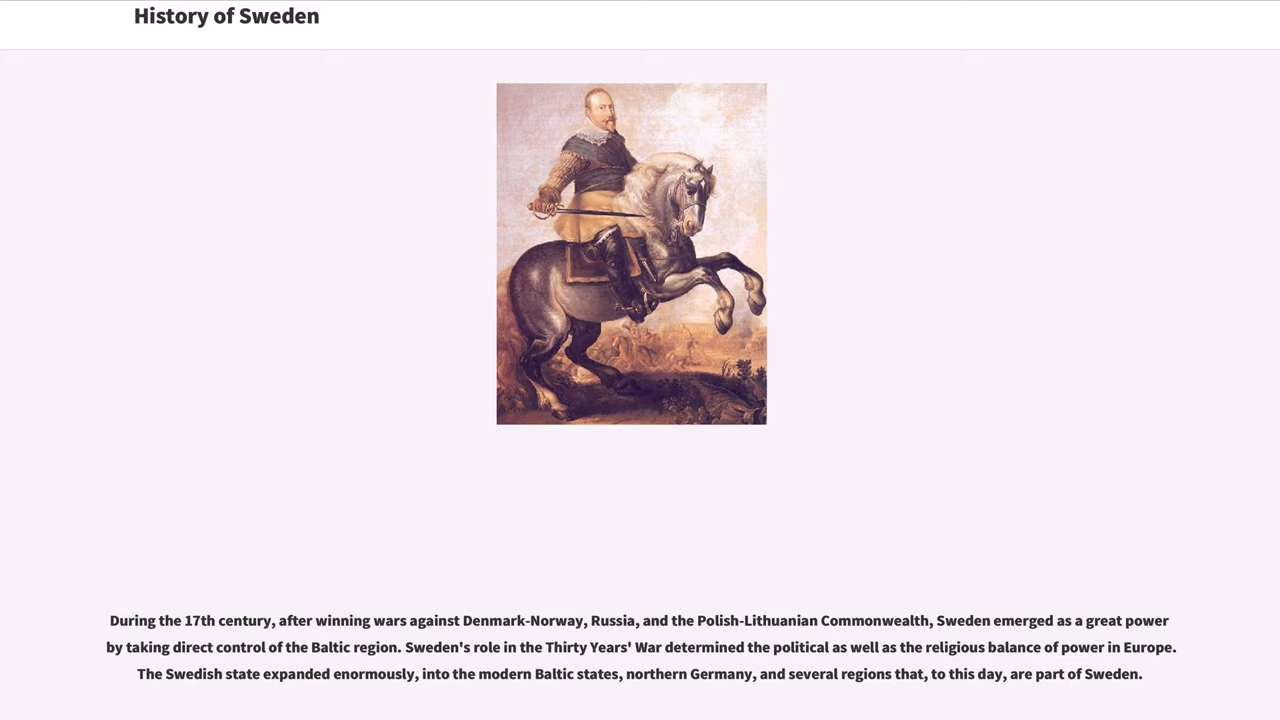 History of Sweden
During the 17th century, after winning wars against Denmark-Norway, Russia, and the Polish-Lithuanian Commonwealth, Sweden emerged as a great power
by taking direct control of the Baltic region. Sweden's role in the Thirty Years' War determined the political as well as the religious balance of power in Europe.
The Swedish state expanded enormously, into the modern Baltic states, northern Germany, and several regions that, to this day, are part of Sweden.